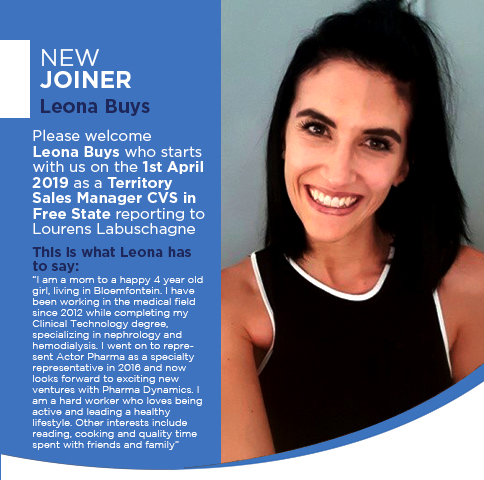 NEW
JOINER
Leona Buys
Please welcome
Leona Buys who starts
with us on the 1st April
2019 as a Territory
Sales Manager CVS in
Free State reporting to
Lourens Labuschagne
This is what Leona has
to say:
"I am a mom to a happy 4 year old
girl, living in Bloemfontein. I have
been working in the medical field
since 2012 while completing my
Clinical Technology degree,
specializing in nephrology and
hemodialysis. I went on to repre-
sent Actor Pharma as a specialty
representative in 2016 and now
looks forward to exciting new
ventures with Pharma Dynamics. I
am a hard worker who loves being
active and leading a healthy
lifestyle. Other interests include
reading, cooking and quality time
spent with friends and family"